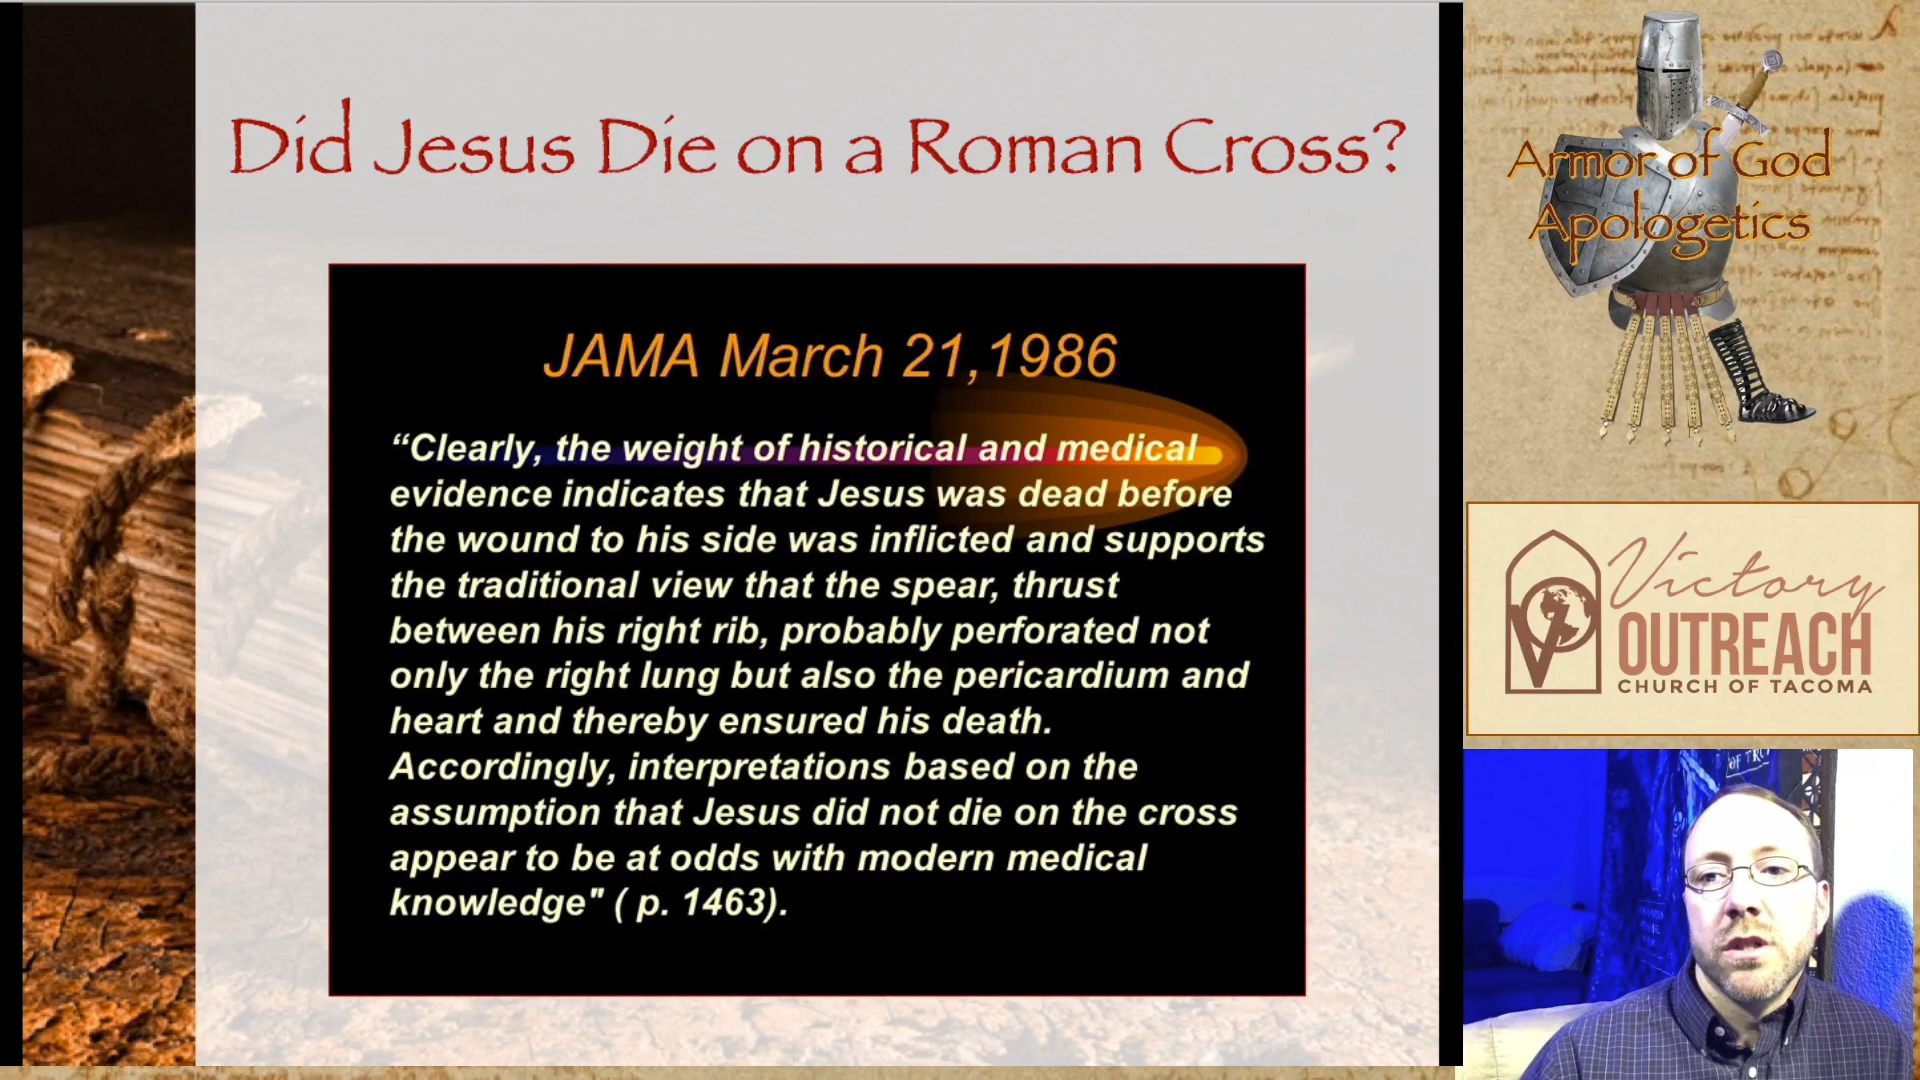 Did Jesus Die on a Roman Cross?
JAMA March 21,1986
“Clearly, the weight of historical and medical
evidence indicates that Jesus was dead before
the wound to his side was inflicted and supports
the traditional view that the spear, thrust
between his right rib, probably perforated not
only the right lung but also the pericardium and
heart and thereby ensured his death.
Accordingly, interpretations based on the
assumption that Jesus did not die on the cross
appear to be at odds with modern medical
knowledge" ( p. 1463).
Armor of God
Apologetics
Victory
OUTREACH
CHURCH OF TACOMA